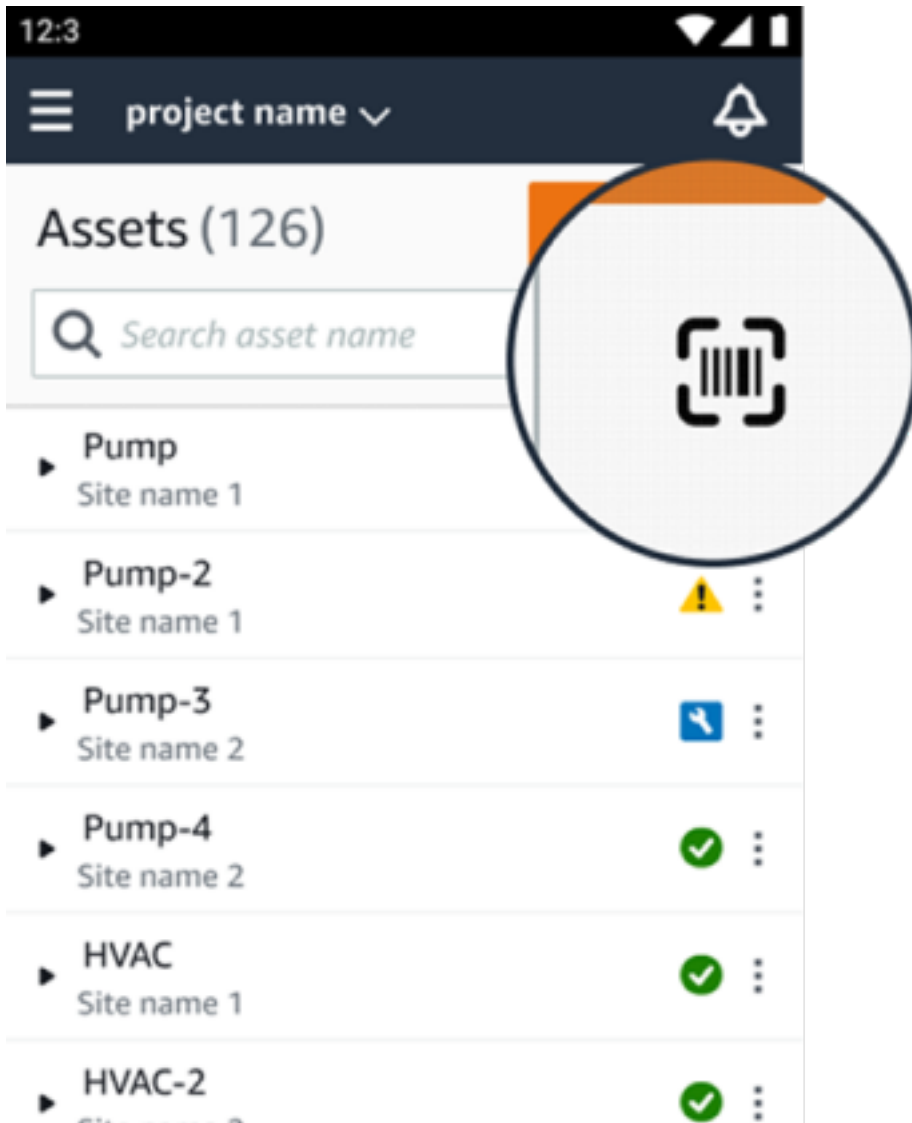 12:3
project name
Assets (126)
Search asset name
Pump
Site name 1
Pump-2
Site name 1
Pump-3
Site name 2
Pump-4
Site name 2
HVAC
Site name 1
HVAC-2